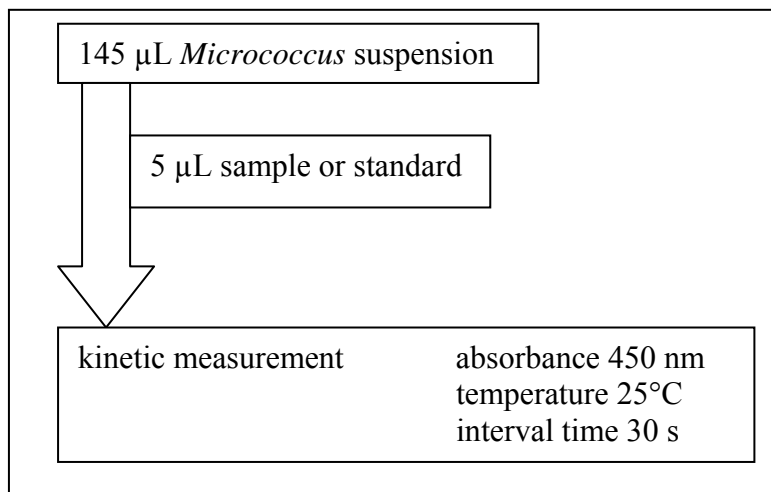 145 µL Micrococcus suspension
5 µL sample or standard
kinetic measurement absorbance 450 nm
temperature 25°C
interval time 30 s